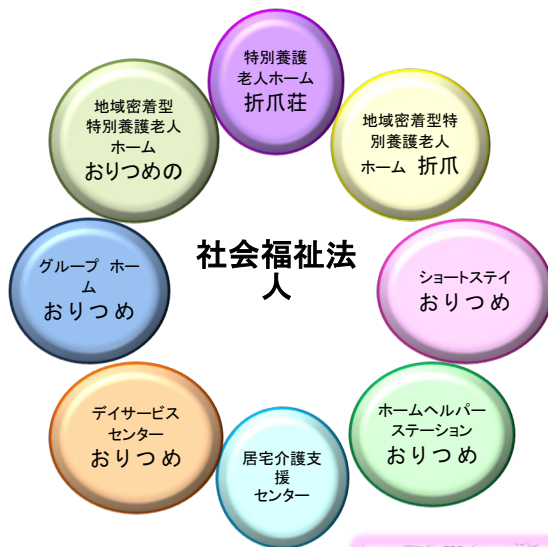 特別養護
老人ホーム
折爪荘
地域密着型特
別養護老人
ホーム 折爪
ショートステイ
おりつめ
ホームヘルパー
ステーション
おりつめ
居宅介護支
援
センター
デイサービス
センター
おりつめ
グループ ホー
ム
おりつめ
地域密着型
特別養護老人
ホーム
おりつめの
社会福祉法
人